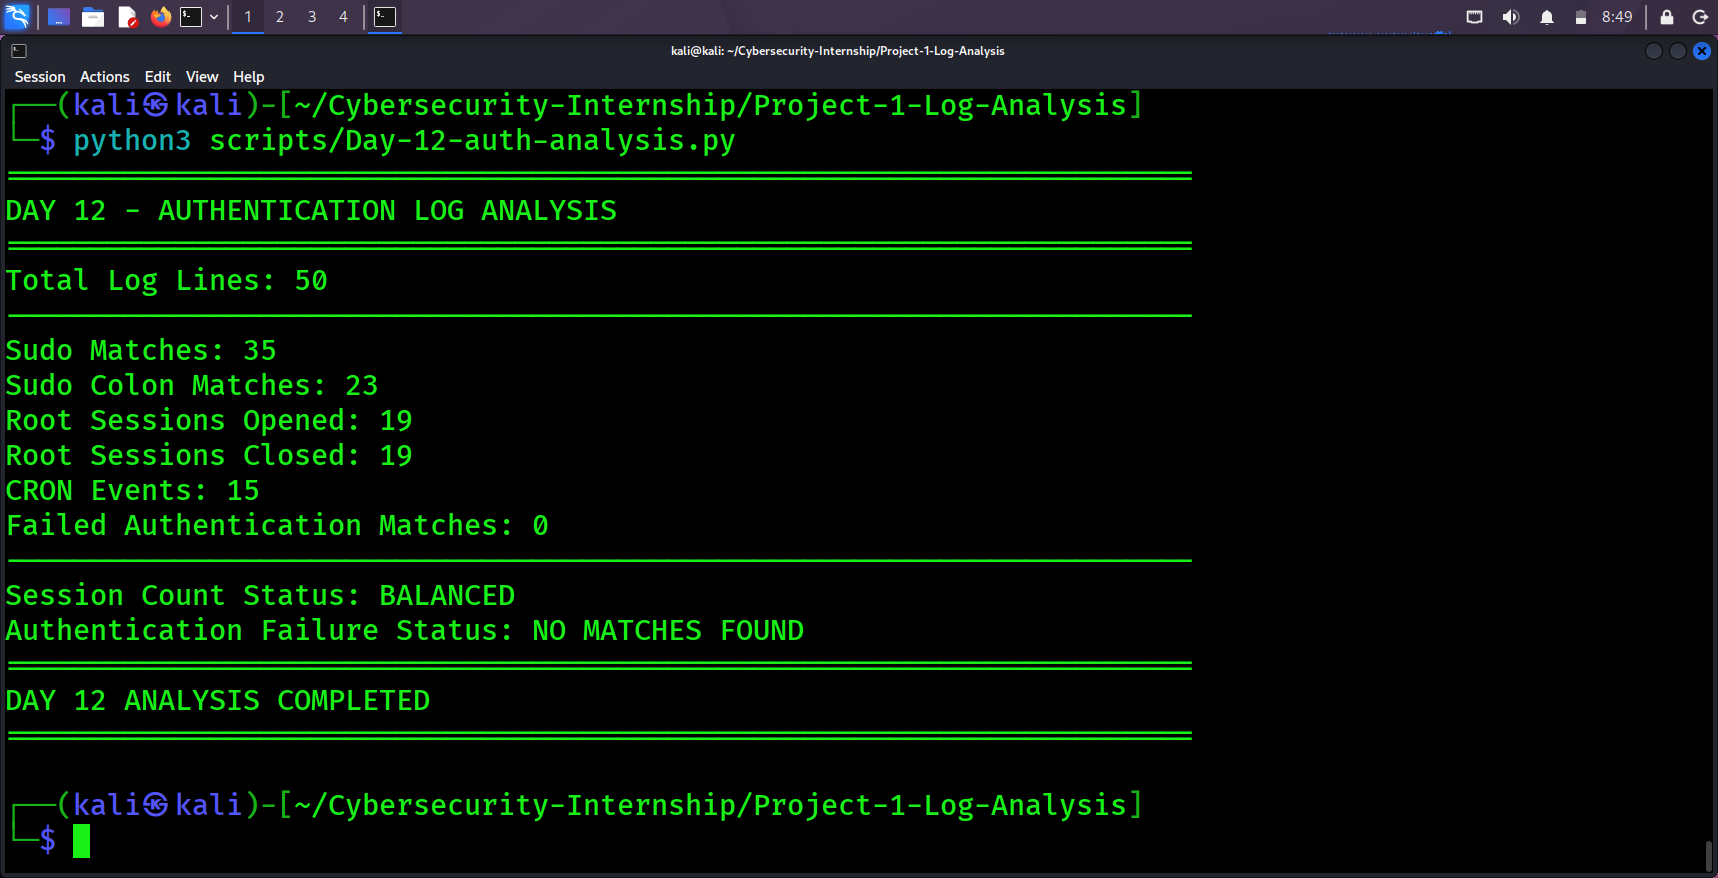 1 2 3 4 8:49
kali@kali: ~/Cybersecurity-Internship/Project-1-Log-Analysis
Session Actions Edit View Help
┌──(kali㉿kali)-[~/Cybersecurity-Internship/Project-1-Log-Analysis]
└─$ python3 scripts/Day-12-auth-analysis.py
======================================================================
DAY 12 - AUTHENTICATION LOG ANALYSIS
======================================================================
Total Log Lines: 50
----------------------------------------------------------------------
Sudo Matches: 35
Sudo Colon Matches: 23
Root Sessions Opened: 19
Root Sessions Closed: 19
CRON Events: 15
Failed Authentication Matches: 0
----------------------------------------------------------------------
Session Count Status: BALANCED
Authentication Failure Status: NO MATCHES FOUND
======================================================================
DAY 12 ANALYSIS COMPLETED
======================================================================
┌──(kali㉿kali)-[~/Cybersecurity-Internship/Project-1-Log-Analysis]
└─$